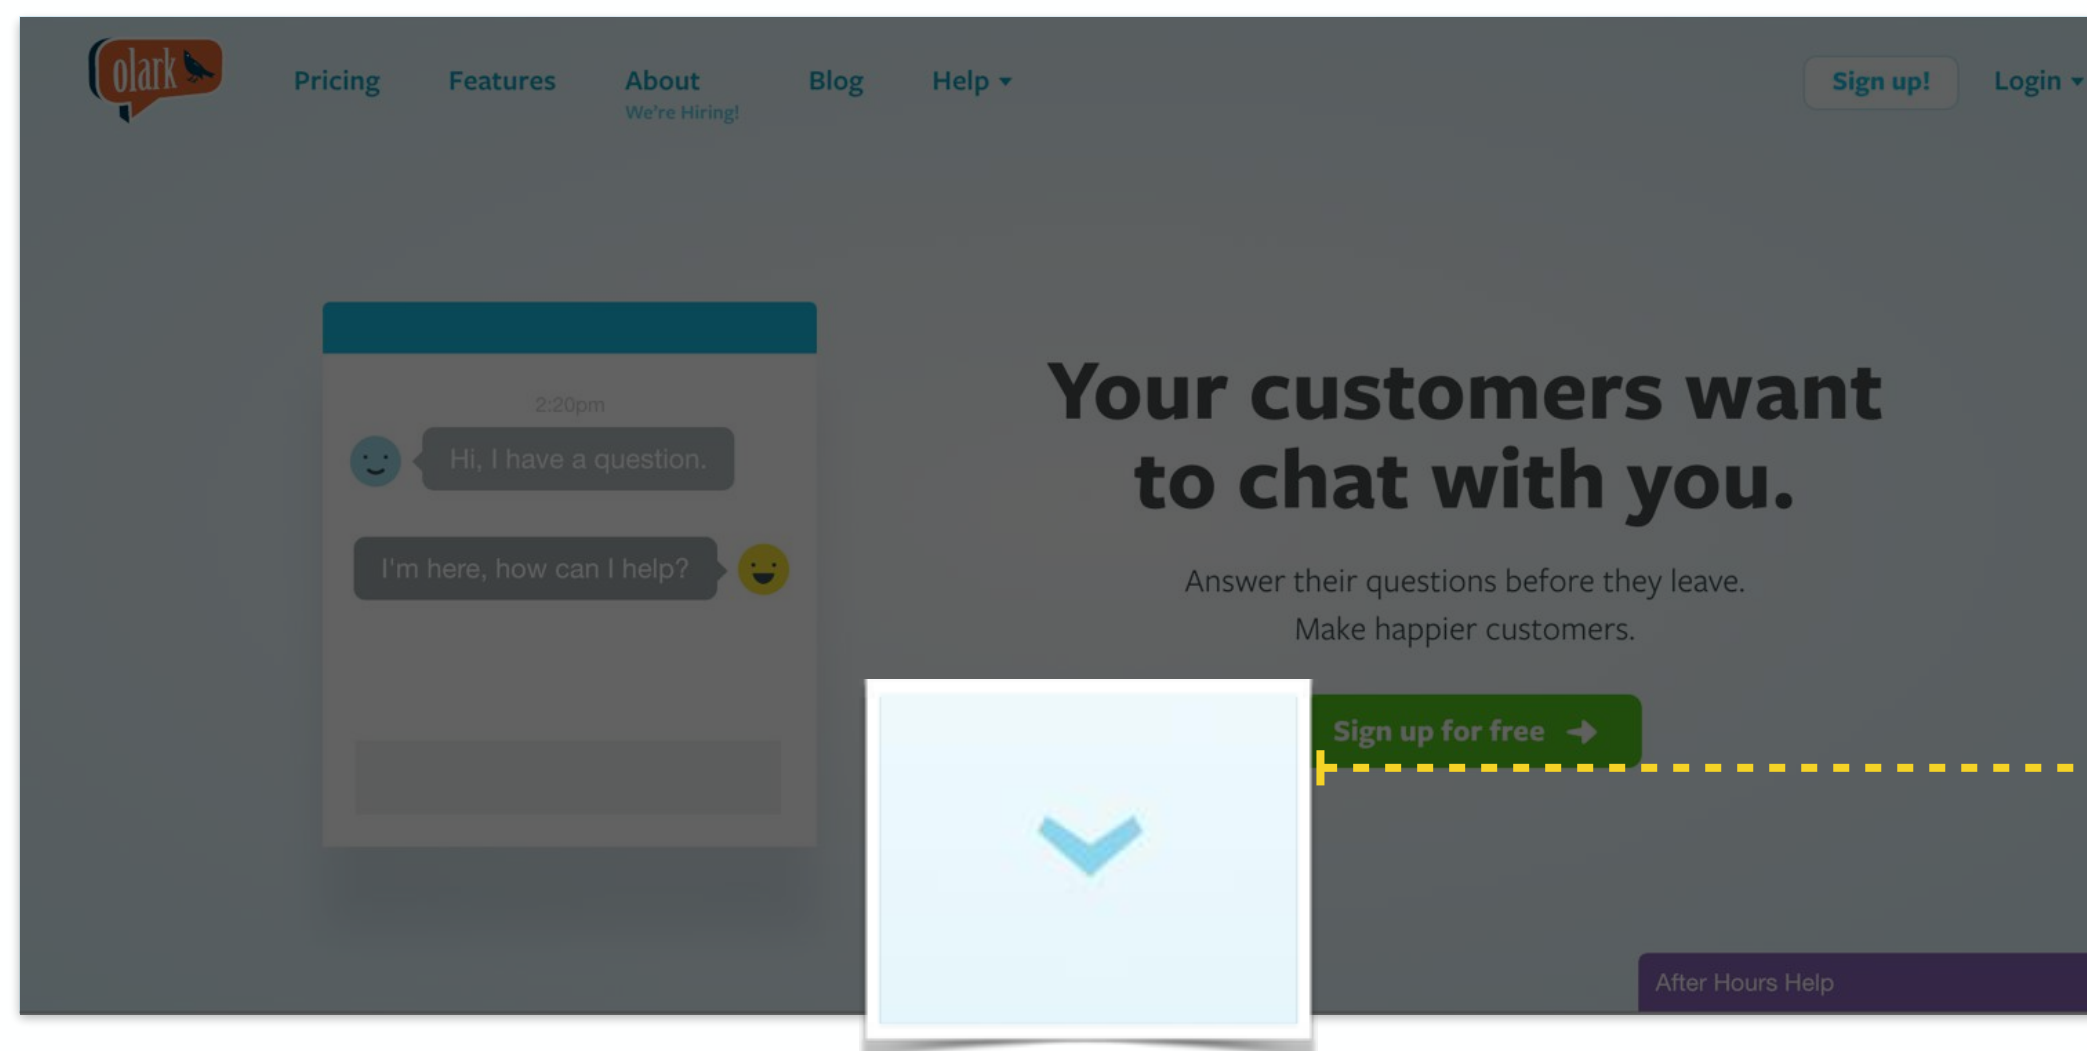 olark
Pricing
Features
About
We're Hiring!
Blog
Help
Sign up!
Login
2:20pm
Hi, I have a question.
I'm here, how can I help?
Your customers want
to chat with you.
Answer their questions before they leave.
Make happier customers.
Sign up for free
After Hours Help